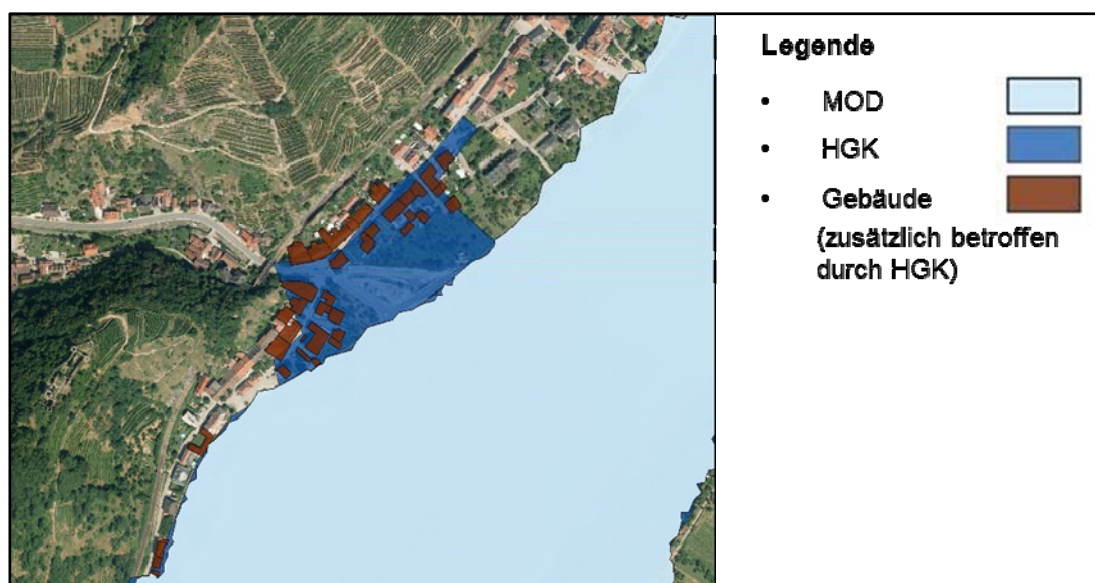 Legende
• MOD
• HGK
• Gebäude
(zusätzlich betroffen
durch HGK)